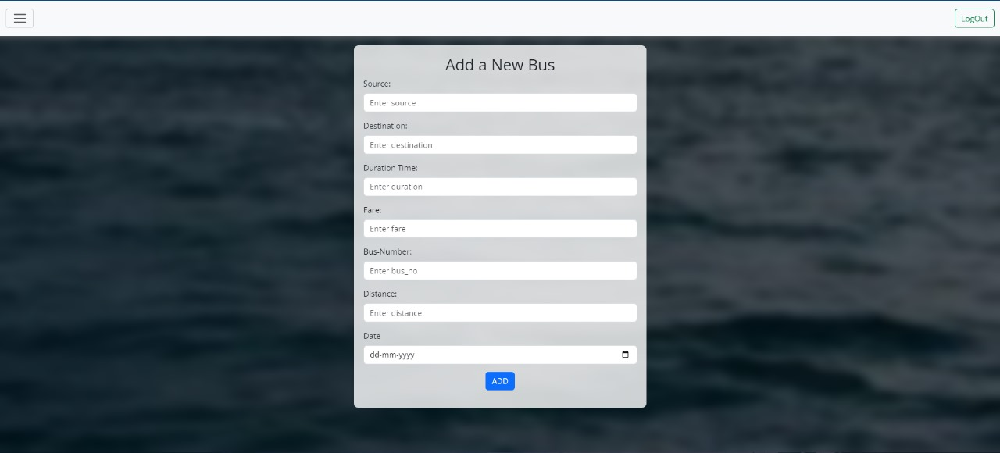 LogOut
Add a New Bus
Source:
Enter source
Destination:
Enter destination
Duration Time:
Enter duration
Fare:
Enter fare
Bus-Number:
Enter bus_no
Distance:
Enter distance
Date
dd-mm-yyyy
ADD